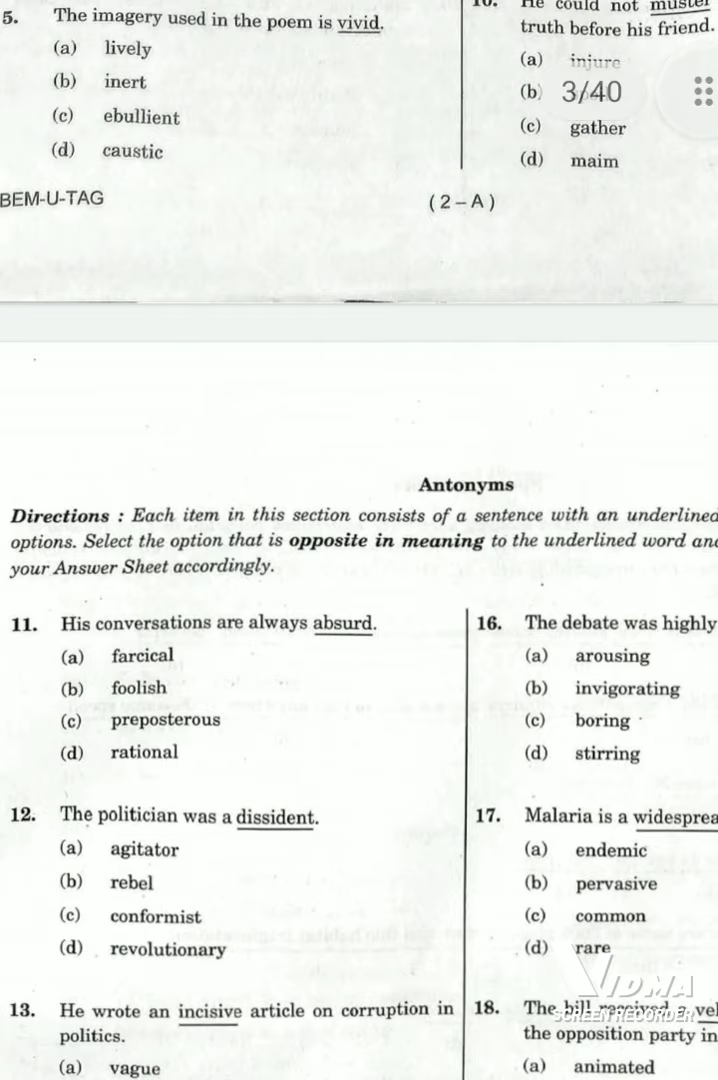 5. The imagery used in the poem is vivid.
(a) lively
(b) inert
(c) ebullient
(d) caustic
10. He could not muster
truth before his friend.
(a) injure
(b)
(c) gather
(d) maim
3/40
BEM-U-TAG
( 2 – A )
Antonyms
Directions : Each item in this section consists of a sentence with an underlined
options. Select the option that is opposite in meaning to the underlined word
your Answer Sheet accordingly.
11. His conversations are always absurd.
(a) farcical
(b) foolish
(c) preposterous
(d) rational
12. The politician was a dissident.
(a) agitator
(b) rebel
(c) conformist
(d) revolutionary
13. He wrote an incisive article on corruption in
politics.
(a) vague
16. The debate was highly
(a) arousing
(b) invigorating
(c) boring
(d) stirring
17. Malaria is a
(a) endemic
(b) pervasive
(c) common
(d) rare
18. The bill received a
the opposition party in
(a) animated
VIDMA
SCREEN RECORDER